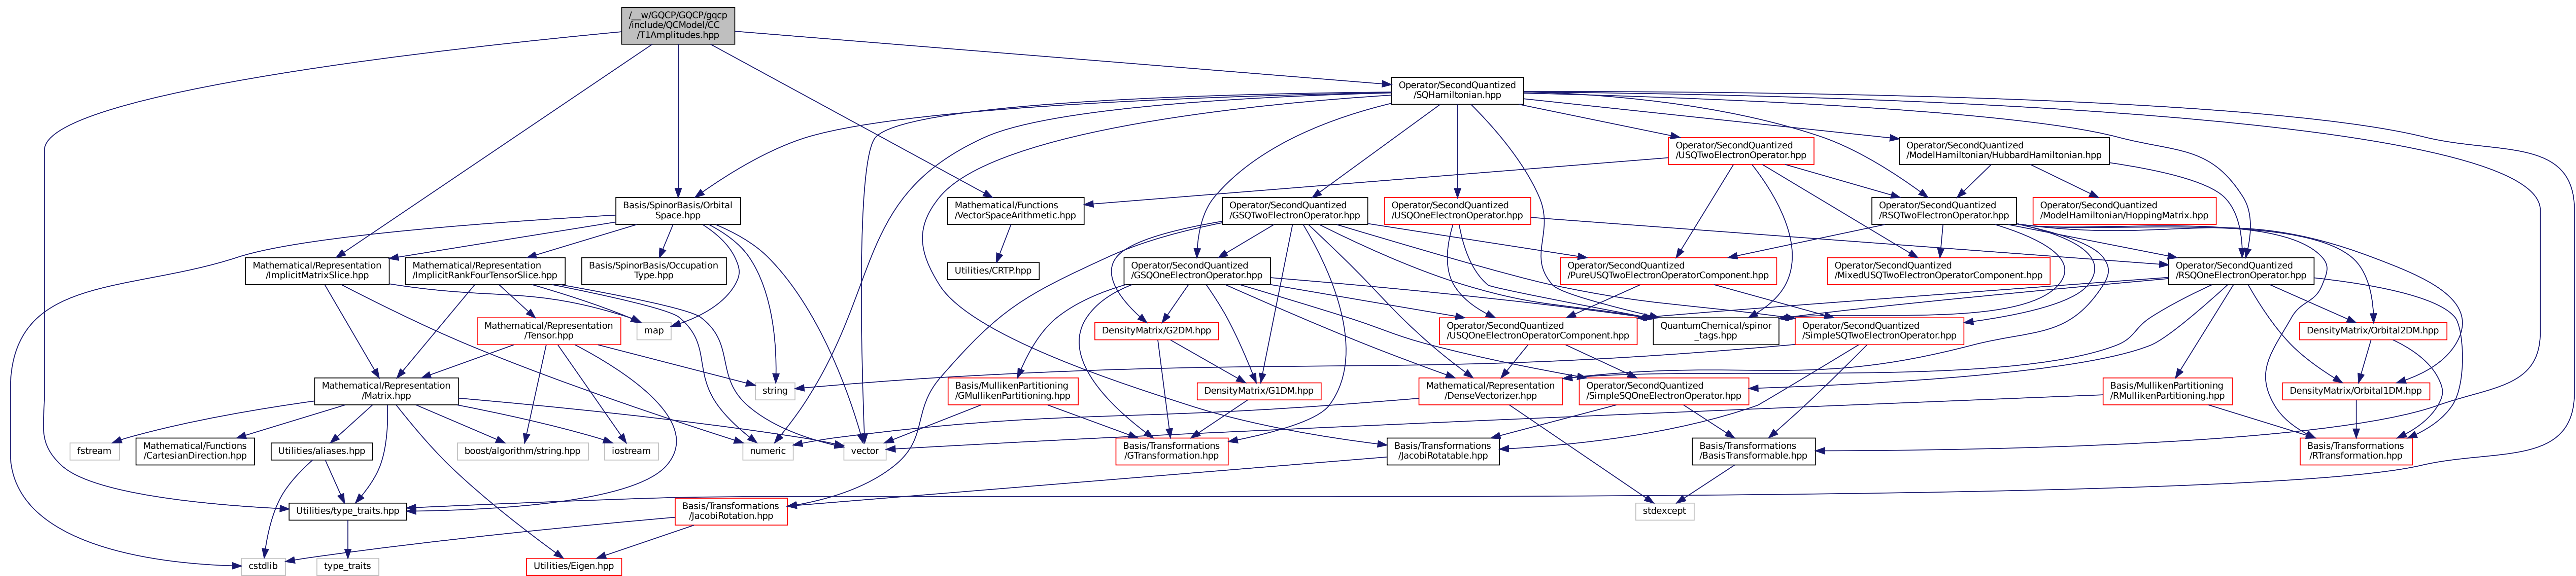 /__w/GQCP/GQCP/gqcp
/include/QCModel/CC
/T1Amplitudes.hpp
Operator/SecondQuantized
/SQHamiltonian.hpp
Operator/SecondQuantized
/USQTwoElectronOperator.hpp
Operator/SecondQuantized
/ModelHamiltonian/HubbardHamiltonian.hpp
Basis/SpinorBasis/Orbital
Space.hpp
Mathematical/Functions
/VectorSpaceArithmetic.hpp
Operator/SecondQuantized
/GSQTwoElectronOperator.hpp
Operator/SecondQuantized
/USQOneElectronOperator.hpp
Operator/SecondQuantized
/RSQTwoElectronOperator.hpp
Operator/SecondQuantized
/ModelHamiltonian/HoppingMatrix.hpp
Mathematical/Representation
/ImplicitMatrixSlice.hpp
Mathematical/Representation
/ImplicitRankFourTensorSlice.hpp
Basis/SpinorBasis/Occupation
Type.hpp
Utilities/CRTP.hpp
Operator/SecondQuantized
/GSQOneElectronOperator.hpp
Operator/SecondQuantized
/PureUSQTwoElectronOperatorComponent.hpp
Operator/SecondQuantized
/MixedUSQTwoElectronOperatorComponent.hpp
Operator/SecondQuantized
/RSQOneElectronOperator.hpp
Mathematical/Representation
/Tensor.hpp
map
DensityMatrix/G2DM.hpp
Operator/SecondQuantized
/USQOneElectronOperatorComponent.hpp
QuantumChemical/spinor
_tags.hpp
Operator/SecondQuantized
/SimpleSQTwoElectronOperator.hpp
DensityMatrix/Orbital2DM.hpp
Mathematical/Representation
/Matrix.hpp
string
Basis/MullikenPartitioning
/GMullikenPartitioning.hpp
DensityMatrix/G1DM.hpp
Mathematical/Representation
/DenseVectorizer.hpp
Operator/SecondQuantized
/SimpleSQOneElectronOperator.hpp
Basis/MullikenPartitioning
/RMullikenPartitioning.hpp
DensityMatrix/Orbital1DM.hpp
fstream
Mathematical/Functions
/CartesianDirection.hpp
Utilities/aliases.hpp
boost/algorithm/string.hpp
iostream
numeric
vector
Basis/Transformations
/GTransformation.hpp
Basis/Transformations
/JacobiRotatable.hpp
Basis/Transformations
/BasisTransformable.hpp
Basis/Transformations
/RTransformation.hpp
Utilities/type_traits.hpp
Basis/Transformations
/JacobiRotation.hpp
stdexcept
cstdlib
type_traits
Utilities/Eigen.hpp